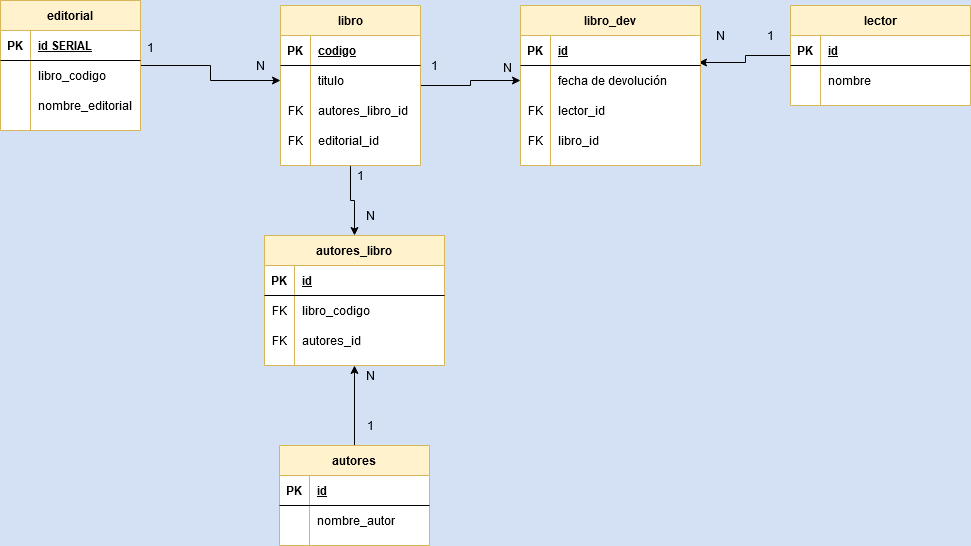 editorial
PK id SERIAL
libro_codigo
nombre_editorial
1
N
libro
PK codigo
titulo
FK autores_libro_id
FK editorial_id
1
N
libro_dev
PK id
fecha de devolución
FK lector_id
FK libro_id
N
1
lector
PK id
nombre
1
N
autores_libro
PK id
FK libro_codigo
FK autores_id
N
1
autores
PK id
nombre_autor